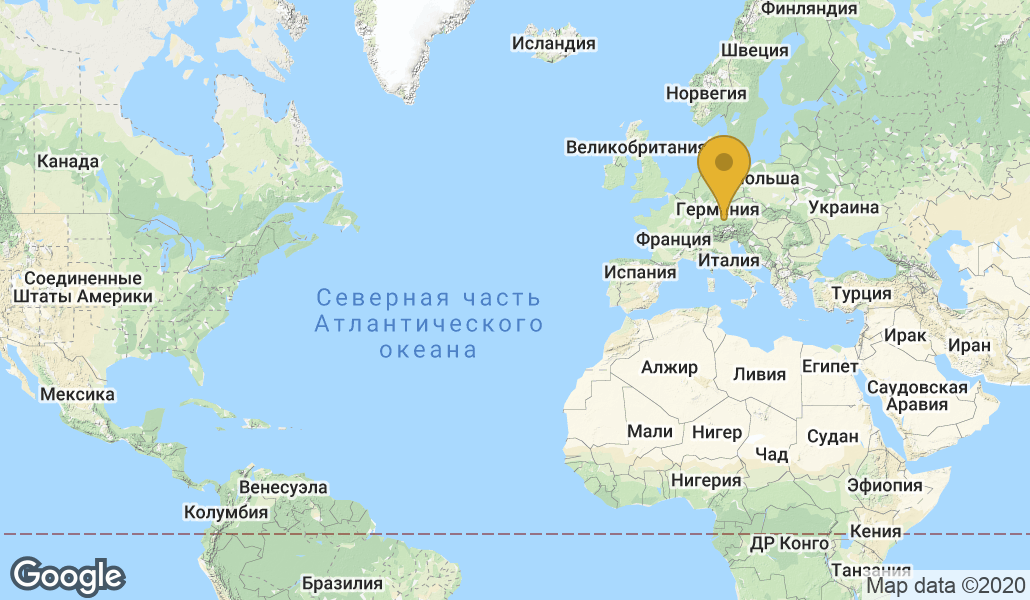 Финляндия
Исландия
Швеция
Норвегия
Великобритания
Канада
Польша
Германия
Украина
Франция
Италия
Испания
Соединенные
Штаты Америки
Турция
Северная часть
Атлантического
океана
Ирак
Иран
Алжир
Ливия
Египет
Мексика
Саудовская
Аравия
Мали
Нигер
Судан
Чад
Нигерия
Эфиопия
Венесуэла
Колумбия
Кения
ДР Конго
Танзания
Бразилия
Google
Map data ©2020